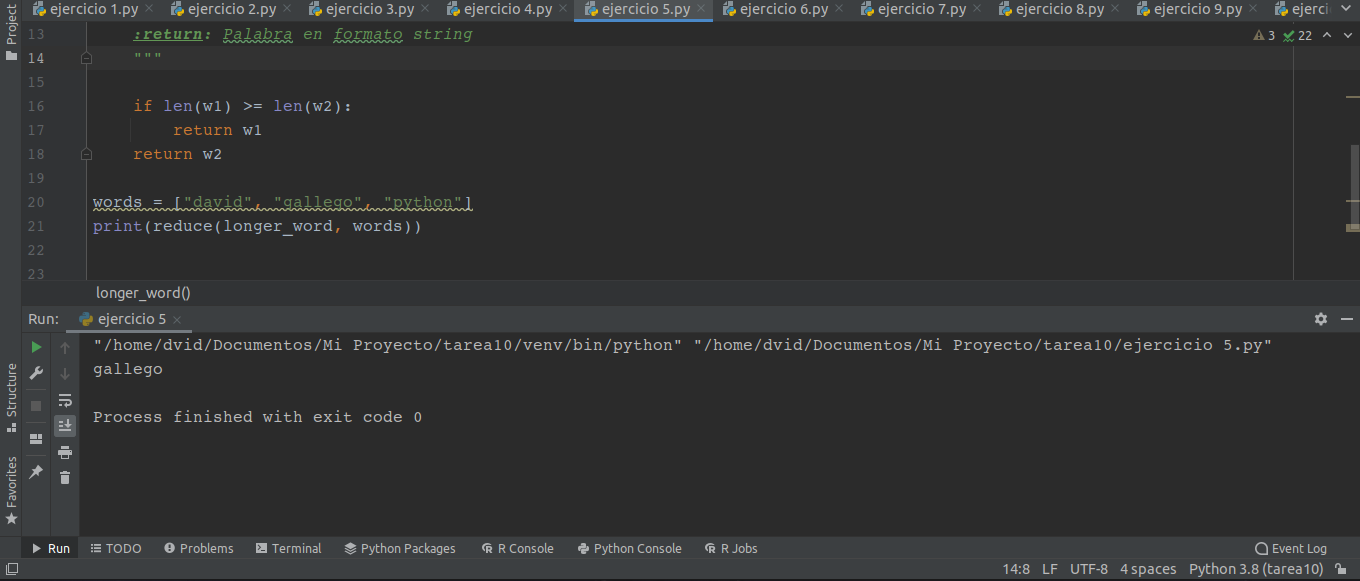 Project
ejercicio 1.py
ejercicio 2.py
ejercicio 3.py
ejercicio 4.py
ejercicio 5.py
ejercicio 6.py
ejercicio 7.py
ejercicio 8.py
ejercicio 9.py
ejerci
13 :return: Palabra en formato string
3 22
14 """
15
16 if len(w1) >= len(w2):
17 return w1
18 return w2
19
20 words = ["david", "gallego", "python"]
21 print(reduce(longer_word, words))
22
23
longer_word()
Run: ejercicio 5
"/home/dvid/Documentos/Mi Proyecto/tarea10/venv/bin/python" "/home/dvid/Documentos/Mi Proyecto/tarea10/ejercicio 5.py"
gallego
Process finished with exit code 0
Structure
Favorites
Run TODO Problems Terminal Python Packages R Console Python Console R Jobs Event Log
14:8 LF UTF-8 4 spaces Python 3.8 (tarea10)